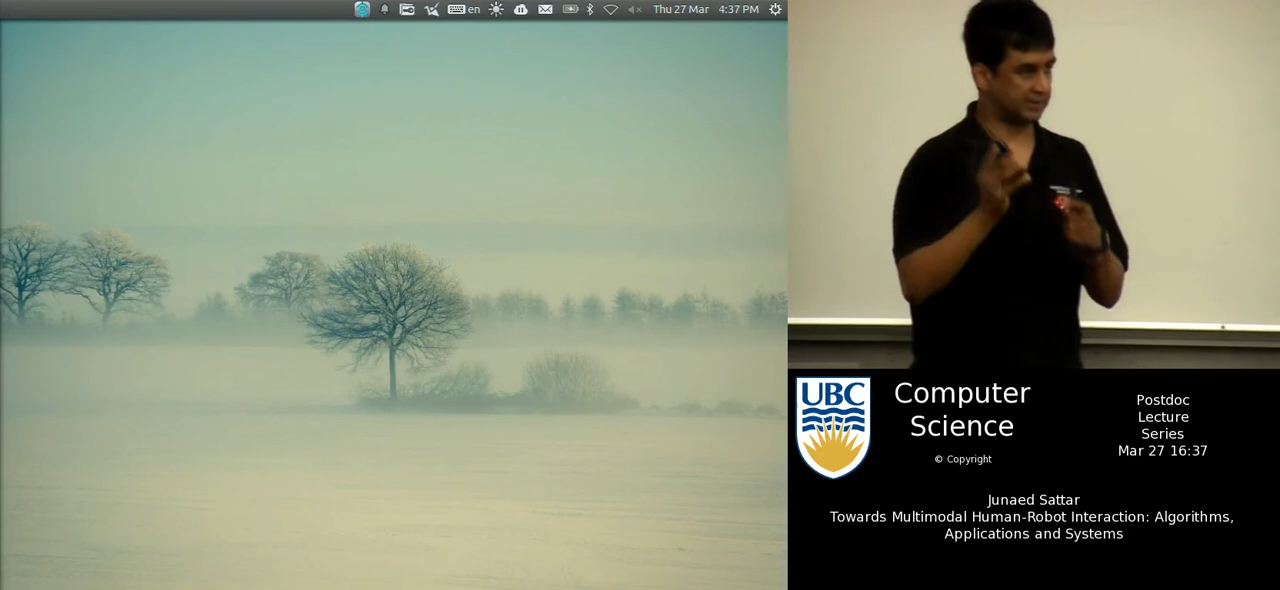 en Thu 27 Mar 4:37 PM
UBC
Computer
Science
© Copyright
Postdoc
Lecture
Series
Mar 27 16:37
Junaed Sattar
Towards Multimodal Human-Robot Interaction: Algorithms,
Applications and Systems